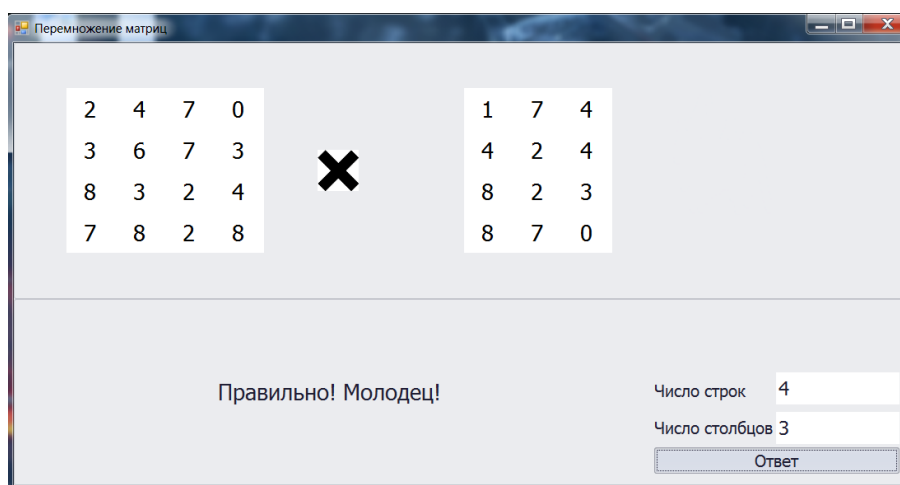 Перемножение матриц
2 4 7 0
3 6 7 3
8 3 2 4
7 8 2 8
1 7 4
4 2 4
8 2 3
8 7 0
Правильно! Молодец!
Число строк 4
Число столбцов 3
Ответ